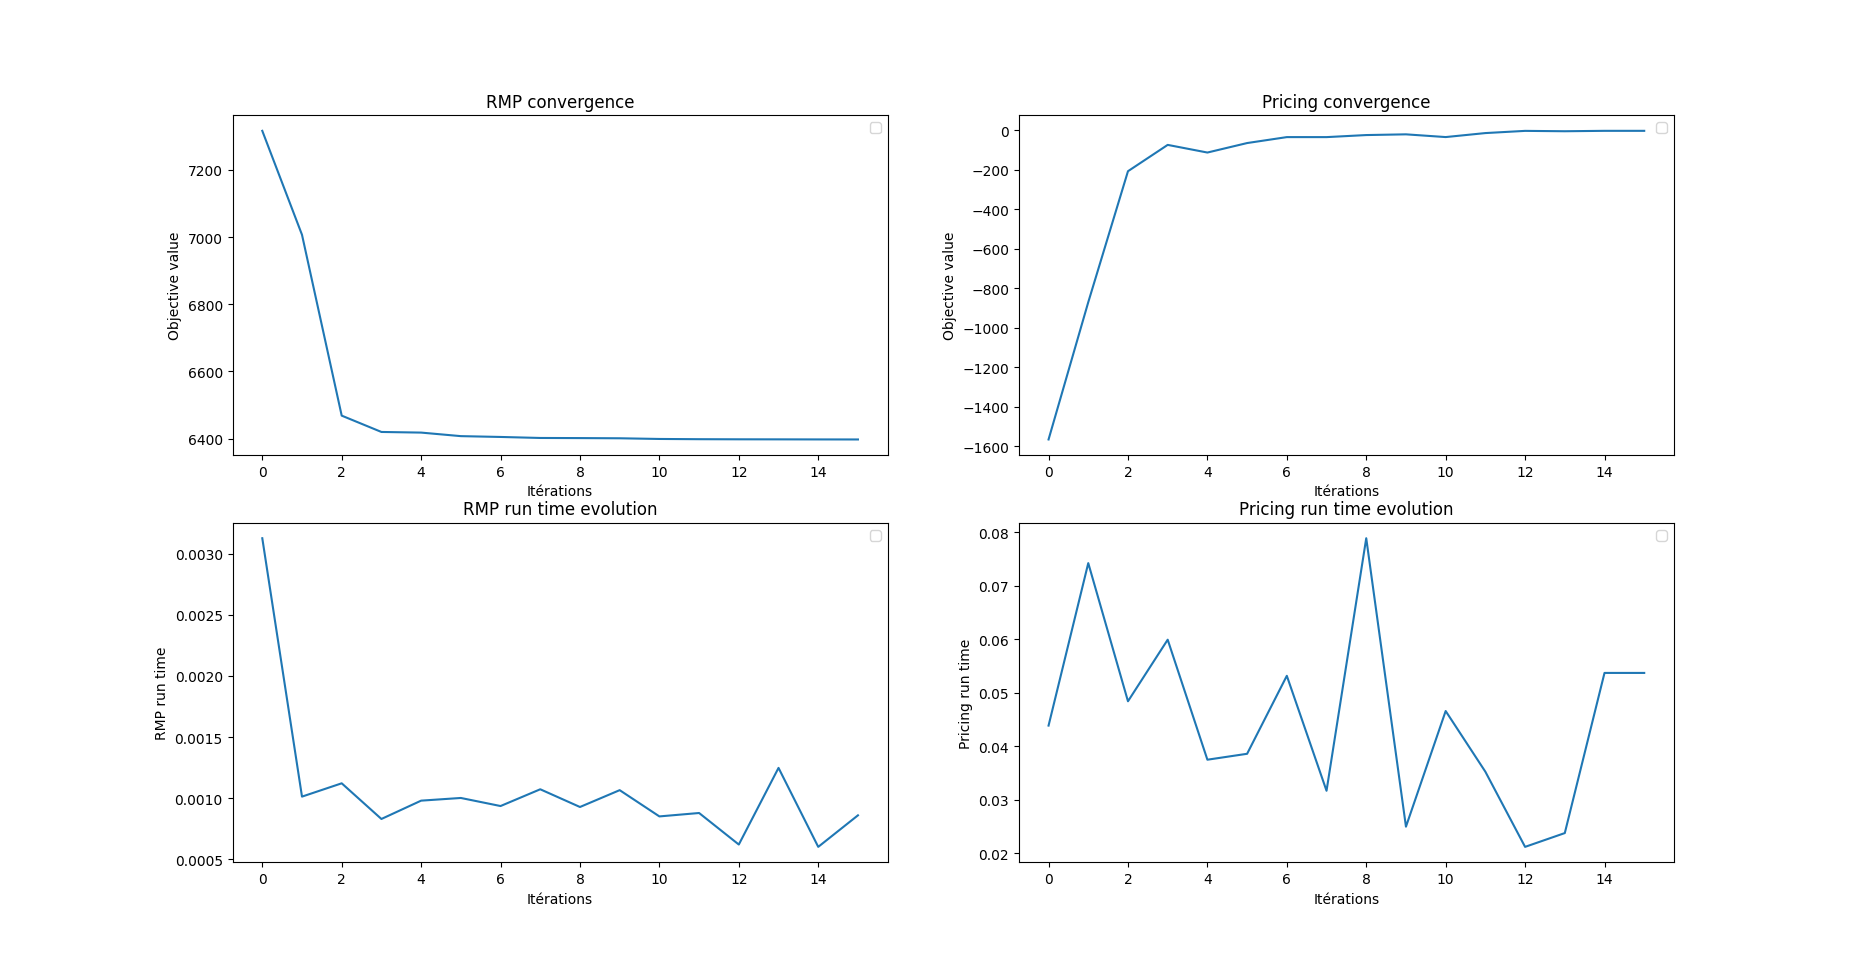 RMP convergence
Objective value
7200
7000
6800
6600
6400
0 2 4 6 8 10 12 14
Itérations
Pricing convergence
Objective value
0
−200
−400
−600
−800
−1000
−1200
−1400
−1600
0 2 4 6 8 10 12 14
Itérations
RMP run time evolution
RMP run time
0.0030
0.0025
0.0020
0.0015
0.0010
0.0005
0 2 4 6 8 10 12 14
Itérations
Pricing run time evolution
Pricing run time
0.08
0.07
0.06
0.05
0.04
0.03
0.02
0 2 4 6 8 10 12 14
Itérations